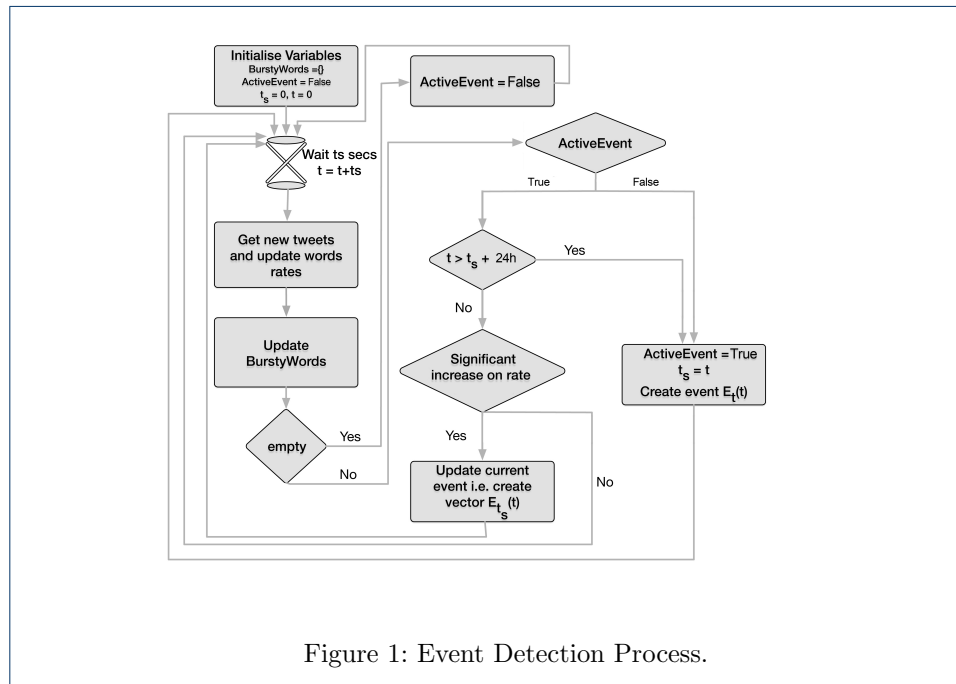 Initialise Variables
BurstyWords ={}
ActiveEvent = False
ts = 0, t = 0
ActiveEvent = False
Wait ts secs
t = t+ts
ActiveEvent
True
False
Get new tweets
and update words
rates
t > ts + 24h
Yes
No
Update
BurstyWords
Significant
increase on rate
ActiveEvent =True
ts = t
Create event Et(t)
empty
Yes
No
Yes
No
Update current
event i.e. create
vector Ets(t)
Figure 1: Event Detection Process.